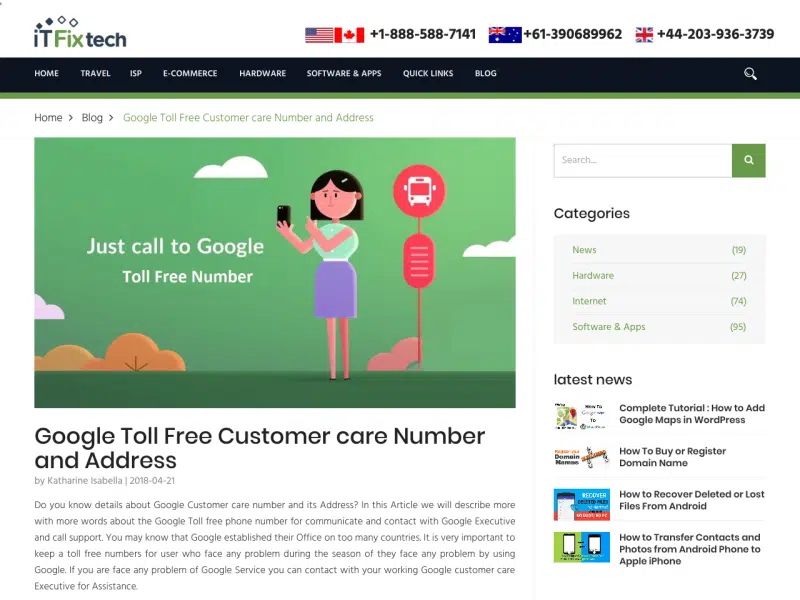 iTFixtech
+1-888-588-7141 +61-390689962 +44-203-936-3739
HOME TRAVEL ISP E-COMMERCE HARDWARE SOFTWARE & APPS QUICK LINKS BLOG
Home > Blog > Google Toll Free Customer care Number and Address
Just call to Google
Toll Free Number
Google Toll Free Customer care Number
and Address
by Katharine Isabella | 2018-04-21
Do you know details about Google Customer care number and its Address? In this Article we will describe more
with more words about the Google Toll free phone number for communicate and contact with Google Executive
and call support. You may know that Google established their Office on too many countries. It is very important to
keep a toll free numbers for user who face any problem during the season of they face any problem by using
Google. If you are face any problem of Google Service you can contact with your working Google customer care
Executive for Assistance.
Search...
Categories
News (19)
Hardware (27)
Internet (74)
Software & Apps (95)
latest news
Complete Tutorial : How to Add
Google Maps in WordPress
How To Buy or Register
Domain Name
How to Recover Deleted or Lost
Files From Android
How to Transfer Contacts and
Photos from Android Phone to
Apple iPhone